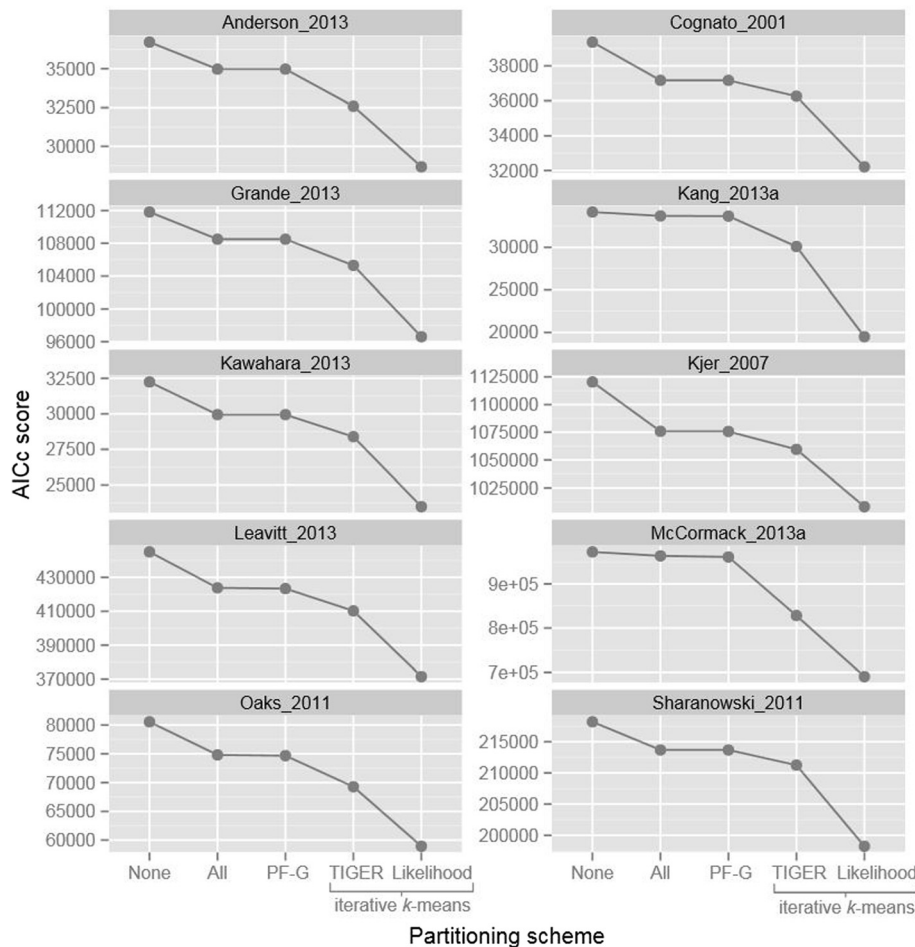 Anderson_2013
35000
32500
30000
Cognato_2001
38000
36000
34000
32000
Grande_2013
112000
108000
104000
100000
96000
Kang_2013a
30000
20000
Kawahara_2013
32500
30000
27500
25000
Kjer_2007
1125000
1100000
1075000
1050000
1025000
Leavitt_2013
430000
410000
390000
370000
McCormack_2013a
9e+05
8e+05
7e+05
Oaks_2011
80000
75000
70000
65000
60000
Sharanowski_2011
215000
210000
205000
200000
AICc score
None All PF-G TIGER Likelihood
iterative k-means
None All PF-G TIGER Likelihood
iterative k-means
Partitioning scheme